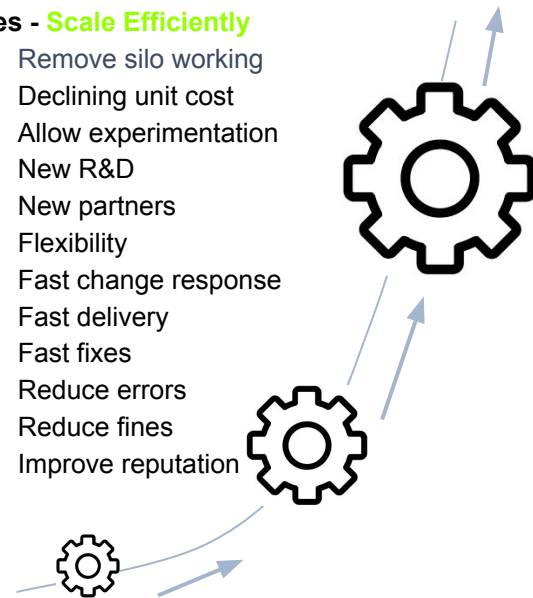 es - Scale Efficiently
Remove silo working
Declining unit cost
Allow experimentation
New R&D
New partners
Flexibility
Fast change response
Fast delivery
Fast fixes
Reduce errors
Reduce fines
Improve reputation